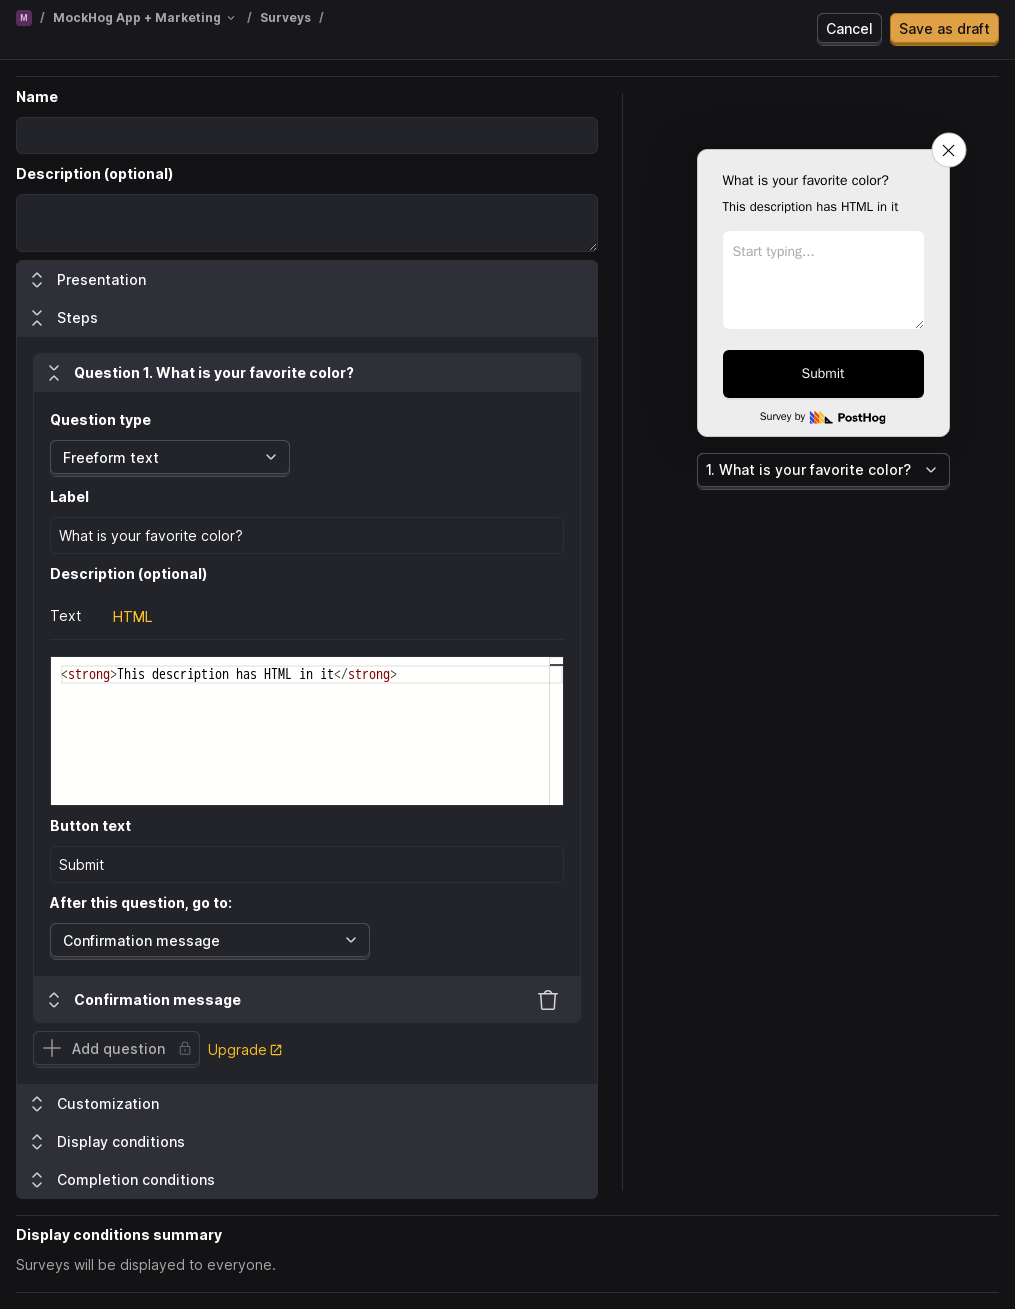 M / MockHog App + Marketing / Surveys /
Cancel
Save as draft
Name
Description (optional)
Presentation
Steps
Question 1. What is your favorite color?
Question type
Freeform text
Label
What is your favorite color?
Description (optional)
Text HTML
<strong>This description has HTML in it</strong>
Button text
Submit
After this question, go to:
Confirmation message
Confirmation message
Add question Upgrade
Customization
Display conditions
Completion conditions
What is your favorite color?
This description has HTML in it
Start typing...
Submit
Survey by PostHog
1. What is your favorite color?
Display conditions summary
Surveys will be displayed to everyone.